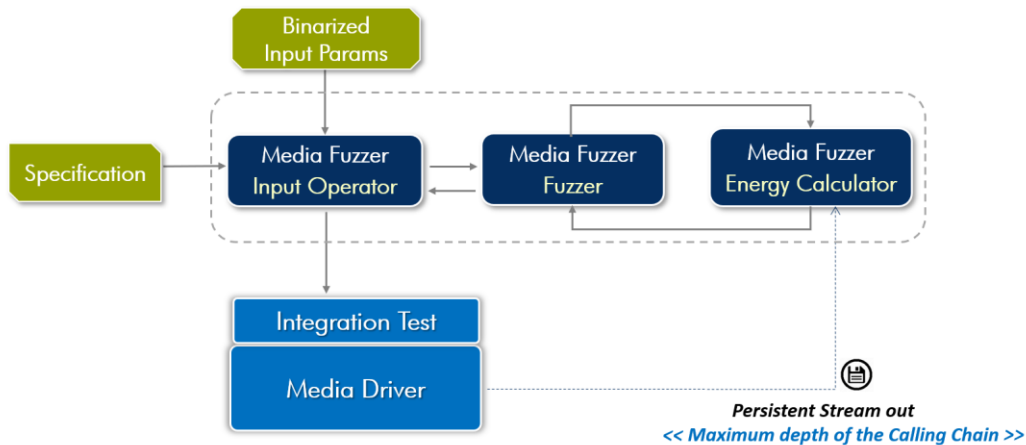 Binarized
Input Params
Specification
Media Fuzzer
Input Operator
Media Fuzzer
Fuzzer
Media Fuzzer
Energy Calculator
Integration Test
Media Driver
Persistent Stream out
<< Maximum depth of the Calling Chain >>